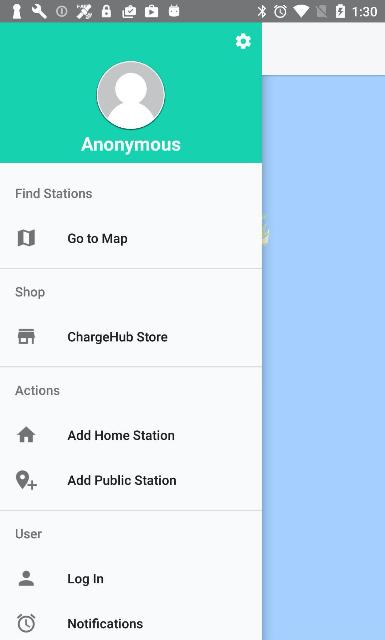 1:30
Anonymous
Find Stations
Go to Map
Shop
ChargeHub Store
Actions
Add Home Station
Add Public Station
User
Log In
Notifications